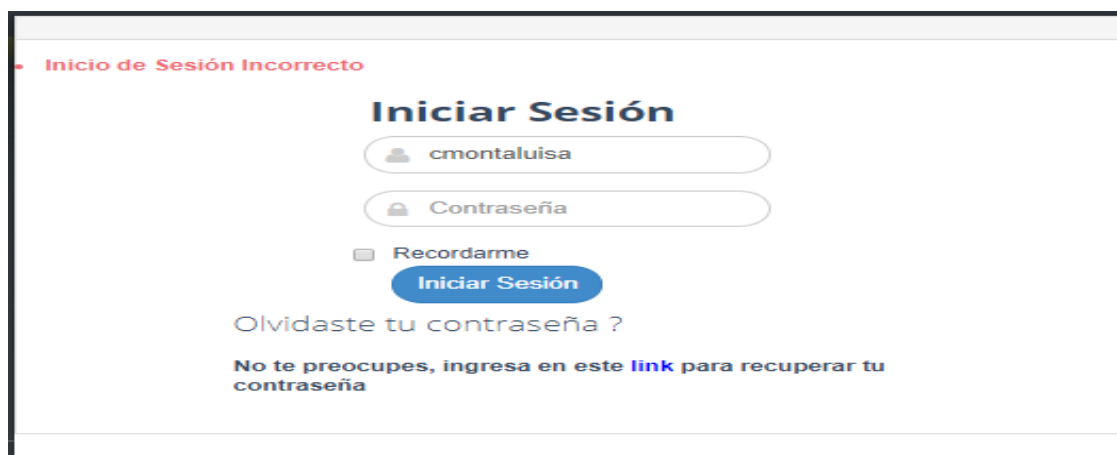 Inicio de Sesión Incorrecto
Iniciar Sesión
cmontaluisa
Contraseña
Recordarme
Iniciar Sesión
Olvidaste tu contraseña ?
No te preocupes, ingresa en este link para recuperar tu
contraseña